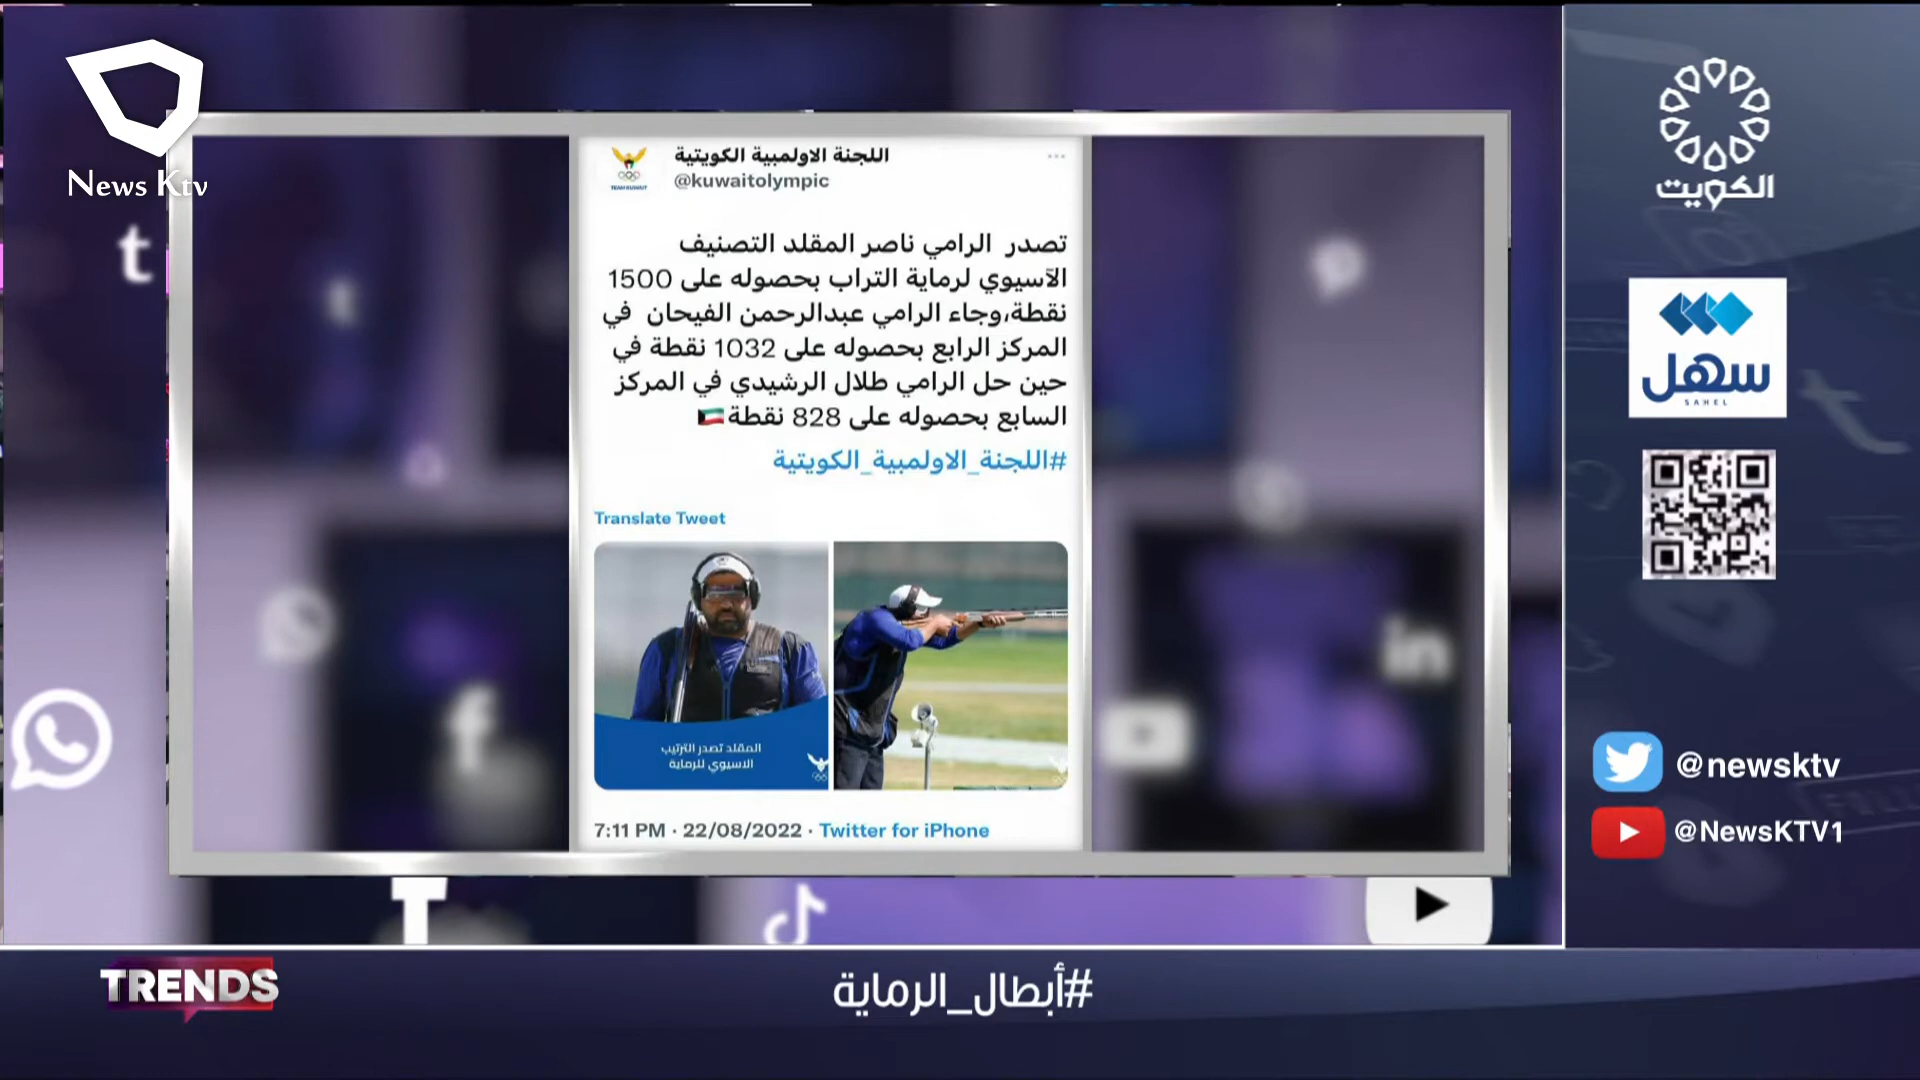 News Ktv
اللجنة الاولمبية الكويتية
@kuwaitolympic
تصدر الرامي ناصر المقلد التصنيف
الآسيوي لرماية التراب بحصوله على 1500
نقطة،وجاء الرامي عبدالرحمن الفيحان في
المركز الرابع بحصوله على 1032 نقطة في
حين حل الرامي طلال الرشيدي في المركز
السابع بحصوله على 828 نقطة
#اللجنة_الاولمبية_الكويتية
Translate Tweet
المقلد تصدر الترتيب
الاسيوي للرماية
7:11 PM · 22/08/2022 · Twitter for iPhone
الكويت
سهل
SAHEL
@newsktv
@NewsKTV1
TRENDS
#أبطال_الرماية